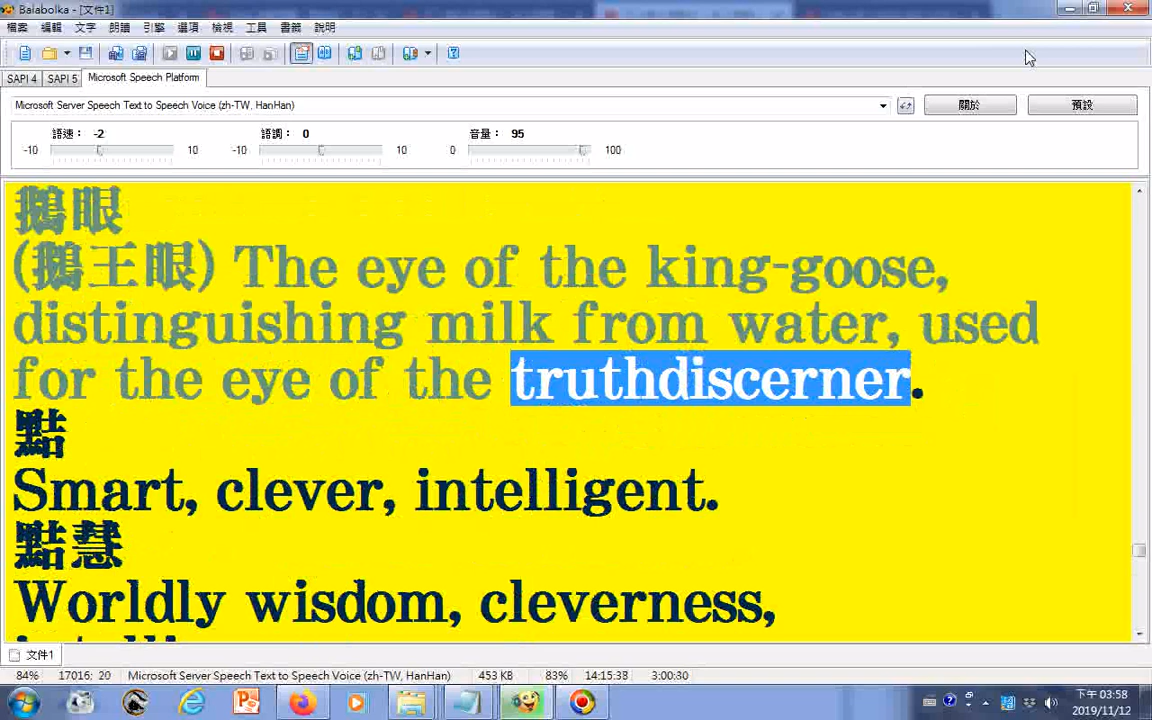 Balabolka - [文件1]
檔案 編輯 文字 朗讀 引擎 選項 檢視 工具 書籤 說明
SAPI 4 SAPI 5 Microsoft Speech Platform
Microsoft Server Speech Text to Speech Voice (zh-TW, HanHan) 關於 預設
語速： -2 語調： 0 音量： 95
-10 10 -10 10 0 100
鵝眼
(鵝王眼) The eye of the king-goose,
distinguishing milk from water, used
for the eye of the truthdiscerner.
點
Smart, clever, intelligent.
點慧
Worldly wisdom, cleverness,
文件1
84% 17016: 20 Microsoft Server Speech Text to Speech Voice (zh-TW, HanHan) 453 KB 83% 14:15:38 3:00:30
下午 03:58
2019/11/12